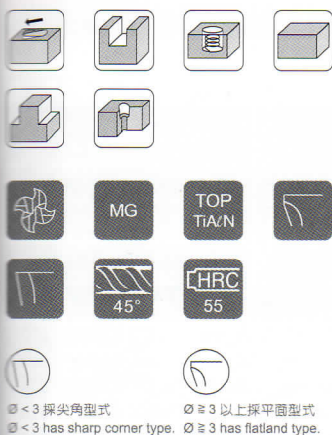 MG
TOP
TiAℓN
45°
HRC
55
Ø < 3 採尖角型式
Ø < 3 has sharp corner type.
Ø ≧ 3 以上採平面型式
Ø ≧ 3 has flatland type.